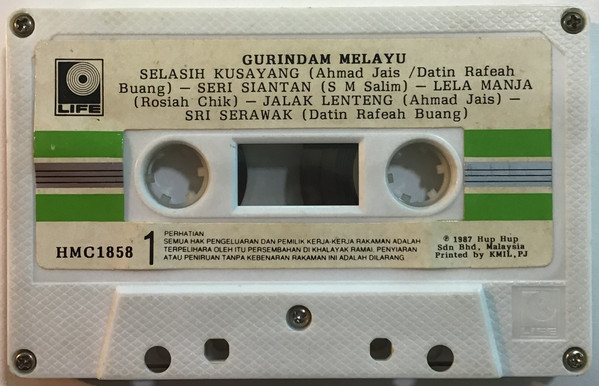 GURINDAM MELAYU
SELASIH KUSAYANG (Ahmad Jais /Datin Rafeah
Buang) — SERI SIANTAN (S M Salim) — LELA MANJA
(Rosiah Chik) — JALAK LENTENG (Ahmad Jais) —
SRI SERAWAK (Datin Rafeah Buang)
LIFE
HMC1858
1
PERHATIAN
SEMUA HAK PENGELUARAN DAN PEMILIK KERJA-KERJA RAKAMAN ADALAH
TERPELIHARA OLEH ITU PERSEMBAHAN DI KHALAYAK RAMAI. PENYIARAN
ATAU PENIRUAN TANPA KEBENARAN RAKAMAN INI ADALAH DILARANG
℗ 1987 Hup Hup
Sdn Bhd, Malaysia
Printed by KMIL,PJ
LIFE